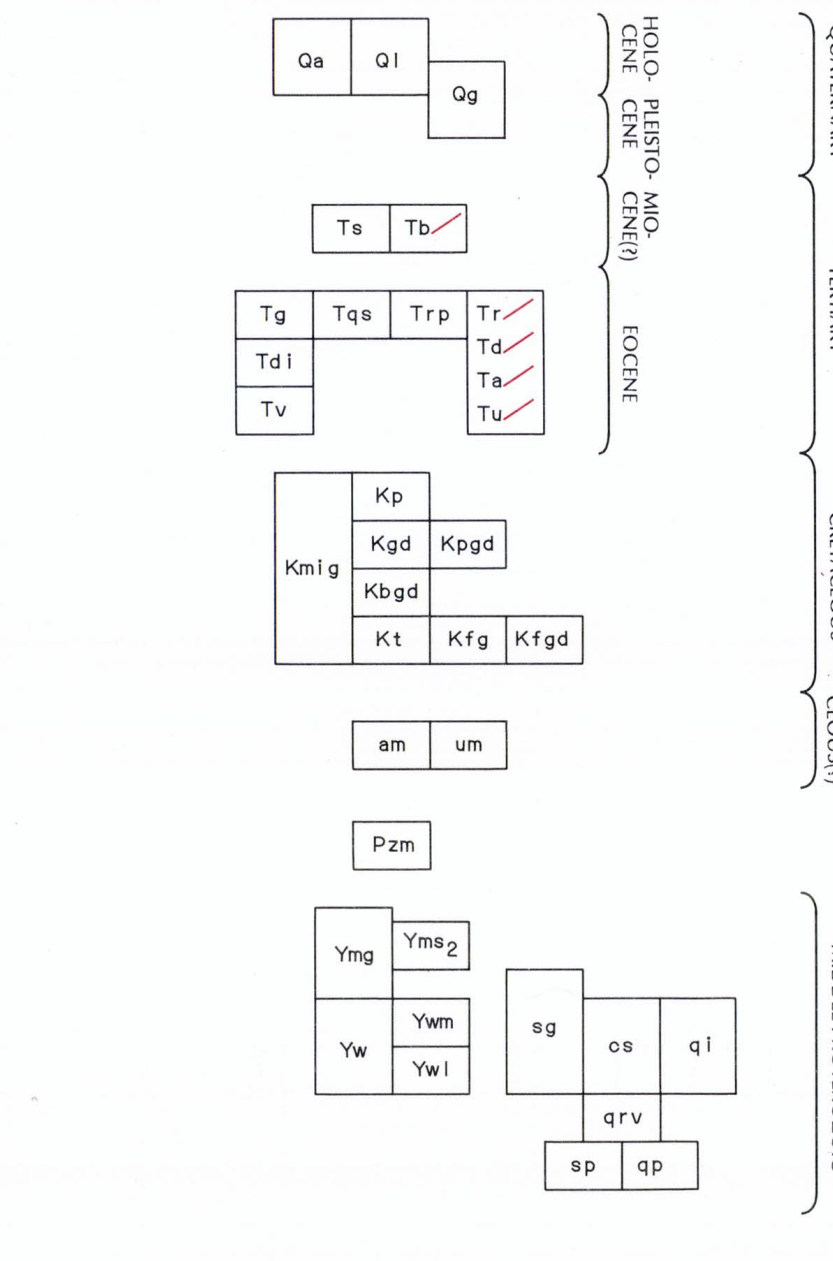 Qa Ql
Qg
HOLO-
CENE
PLEISTO-
CENE
Ts Tb
MIO-
CENE(?)
Tg Tqs Trp Tr
Td
Tdi
Ta
Tv Tu
EOCENE
Kp
Kgd Kpgd
Kmig
Kbgd
Kt Kfg Kfgd
am um
Pzm
Ymg Yms2
Yw Ywm
Ywl
sg cs qi
qrv
sp qp